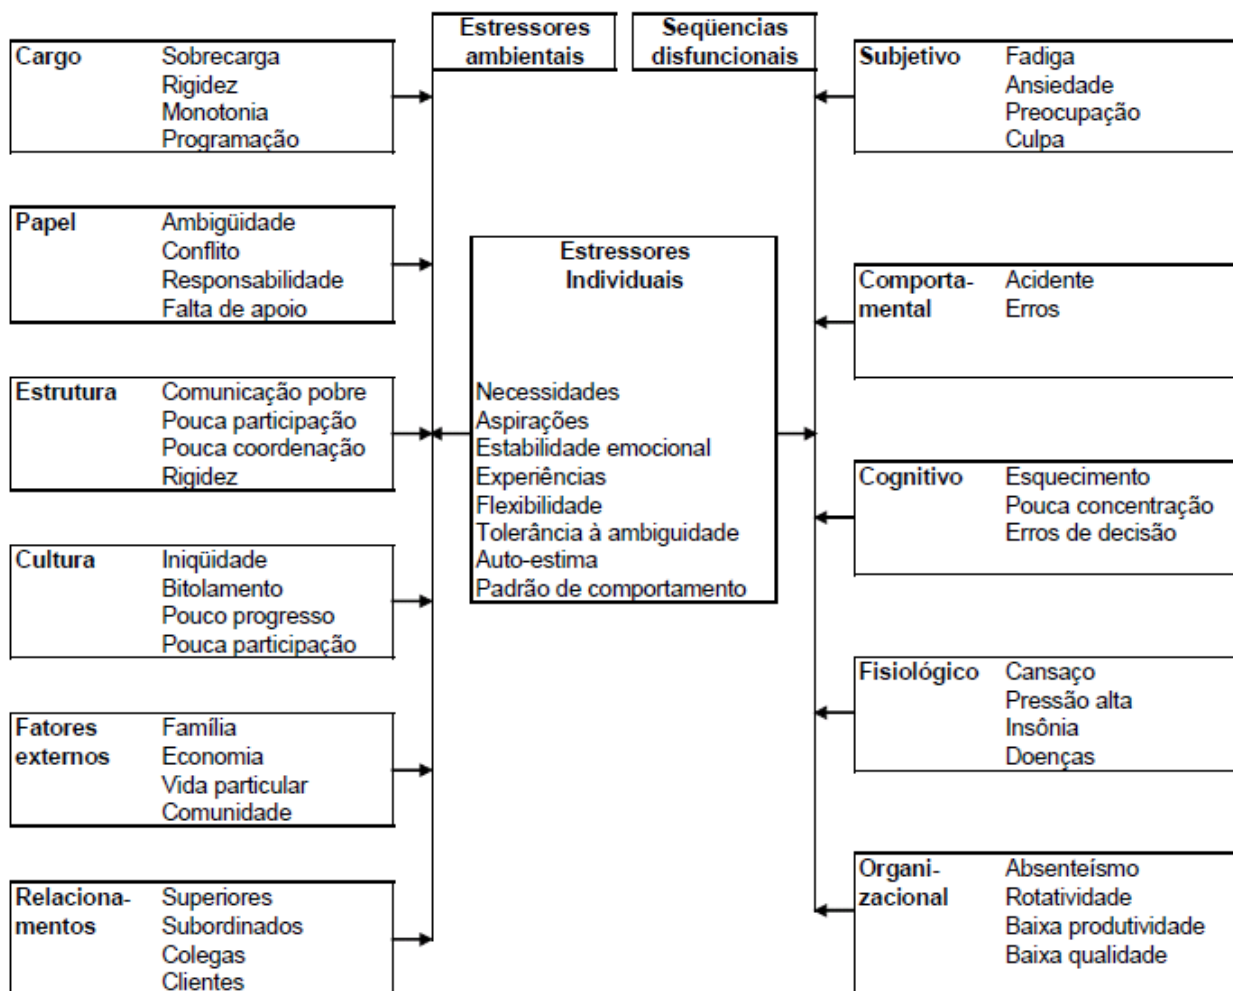 Estressores
ambientais
Seqüencias
disfuncionais
Cargo Sobrecarga
Rigidez
Monotonia
Programação
Papel Ambigüidade
Conflito
Responsabilidade
Falta de apoio
Estrutura Comunicação pobre
Pouca participação
Pouca coordenação
Rigidez
Cultura Iniqüidade
Bitolamento
Pouco progresso
Pouca participação
Fatores Família
externos Economia
Vida particular
Comunidade
Relaciona- Superiores
mentos Subordinados
Colegas
Clientes
Estressores
Individuais
Necessidades
Aspirações
Estabilidade emocional
Experiências
Flexibilidade
Tolerância à ambiguidade
Auto-estima
Padrão de comportamento
Subjetivo Fadiga
Ansiedade
Preocupação
Culpa
Comporta- Acidente
mental Erros
Cognitivo Esquecimento
Pouca concentração
Erros de decisão
Fisiológico Cansaço
Pressão alta
Insônia
Doenças
Organi- Absenteísmo
zacional Rotatividade
Baixa produtividade
Baixa qualidade